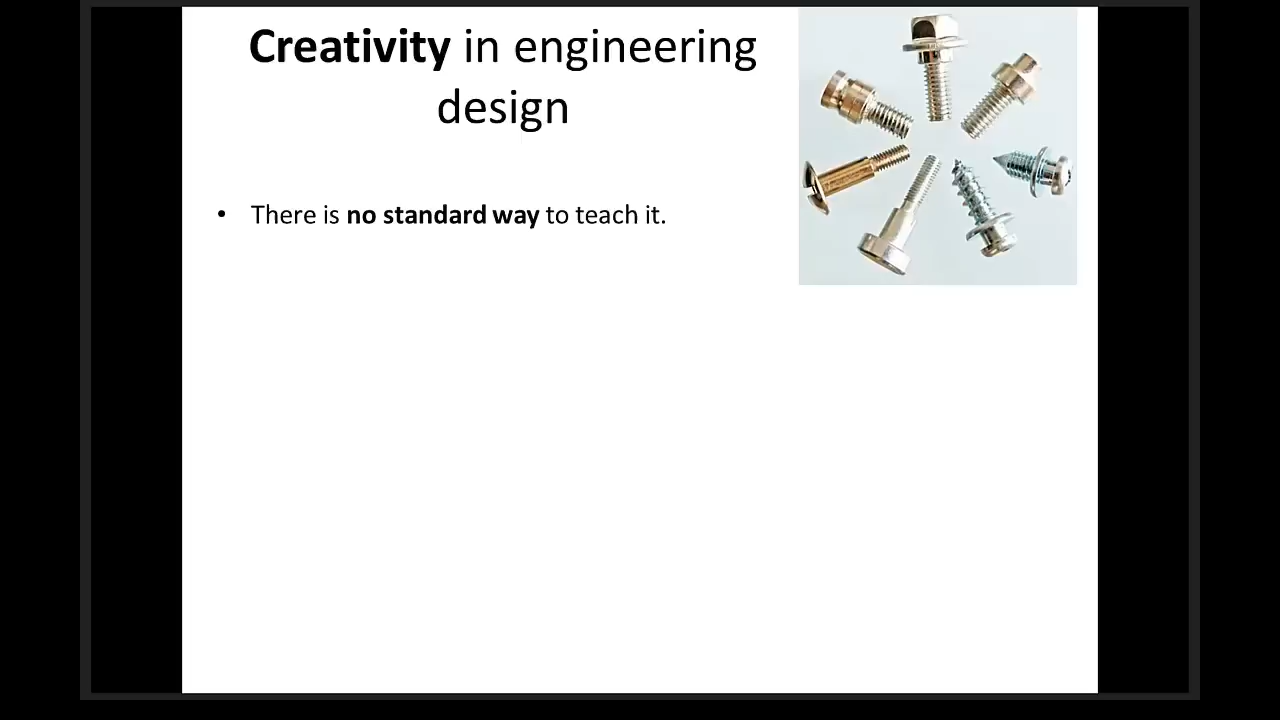 Creativity in engineering
design
• There is no standard way to teach it.